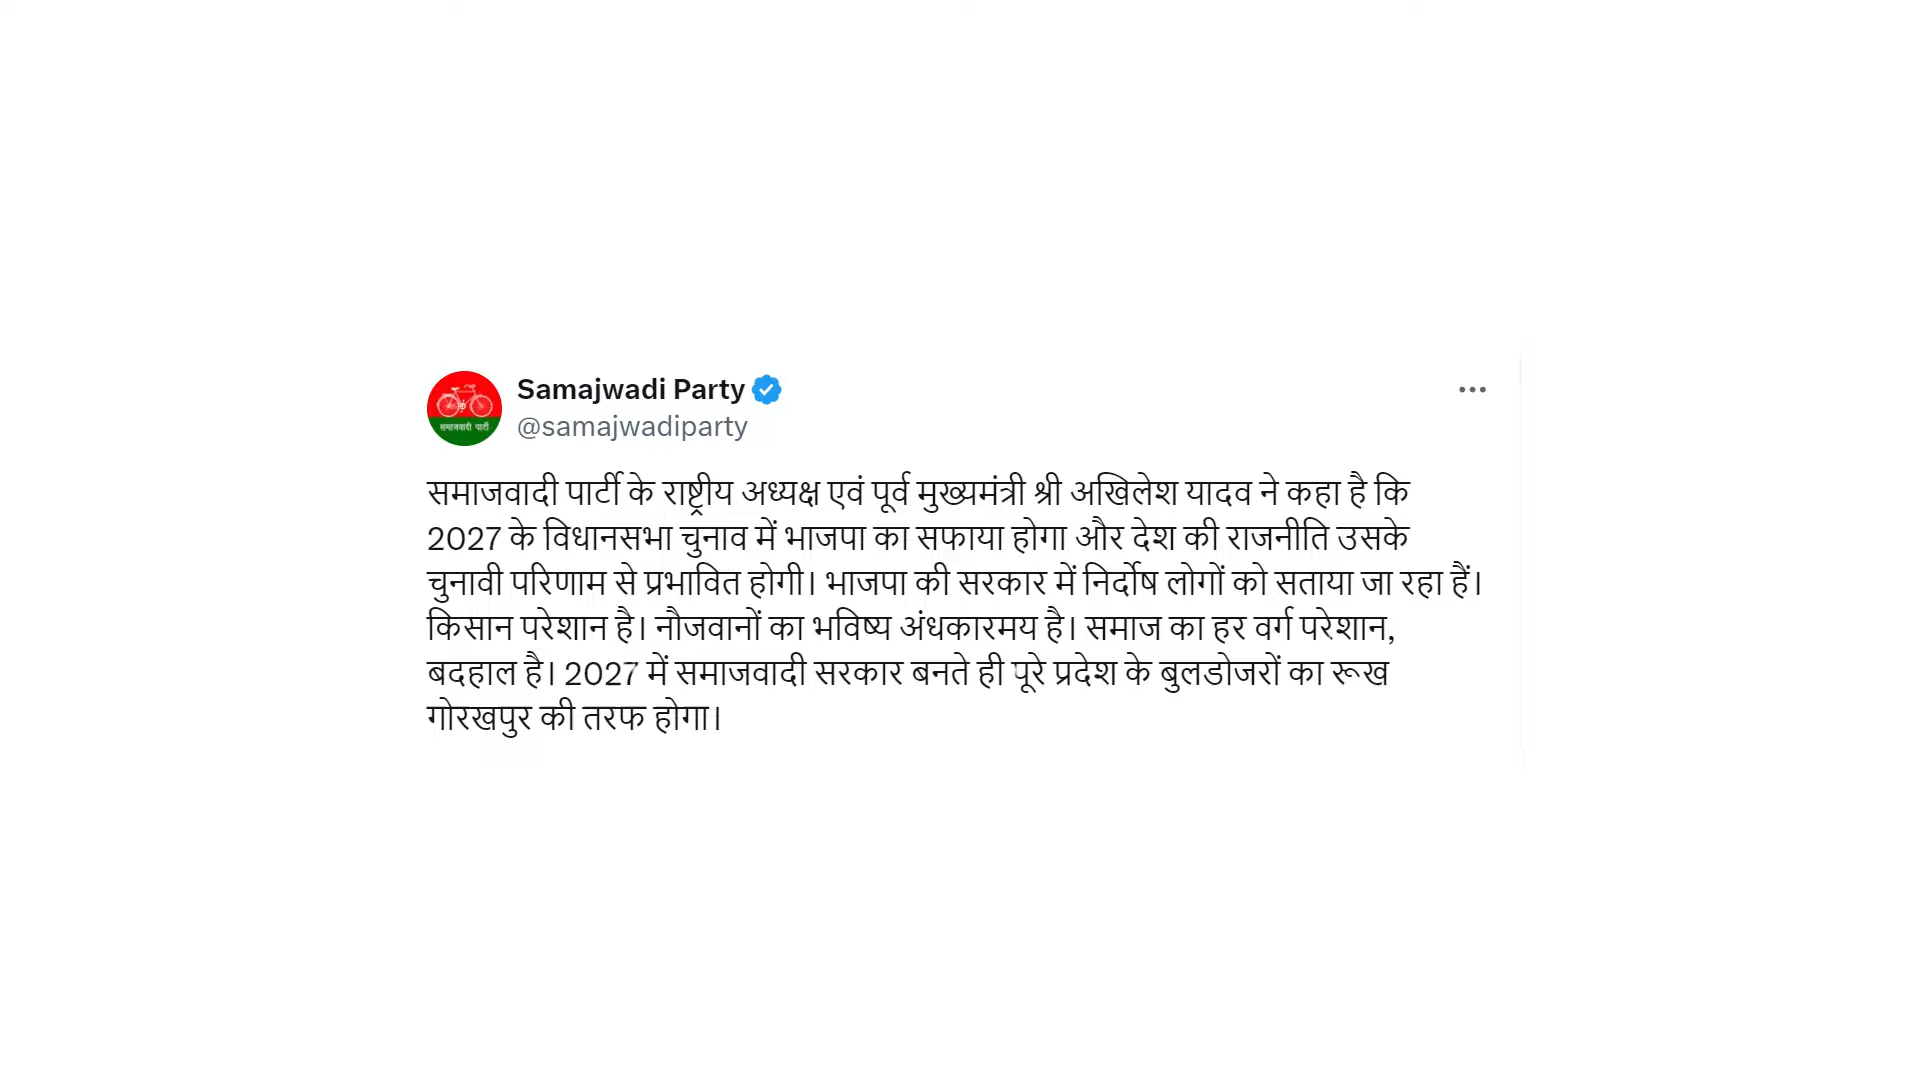 Samajwadi Party
@samajwadiparty
समाजवादी पार्टी
समाजवादी पार्टी के राष्ट्रीय अध्यक्ष एवं पूर्व मुख्यमंत्री श्री अखिलेश यादव ने कहा है कि
2027 के विधानसभा चुनाव में भाजपा का सफाया होगा और देश की राजनीति उसके
चुनावी परिणाम से प्रभावित होगी। भाजपा की सरकार में निर्दोष लोगों को सताया जा रहा हैं।
किसान परेशान है। नौजवानों का भविष्य अंधकारमय है। समाज का हर वर्ग परेशान,
बदहाल है। 2027 में समाजवादी सरकार बनते ही पूरे प्रदेश के बुलडोजरों का रूख
गोरखपुर की तरफ होगा।